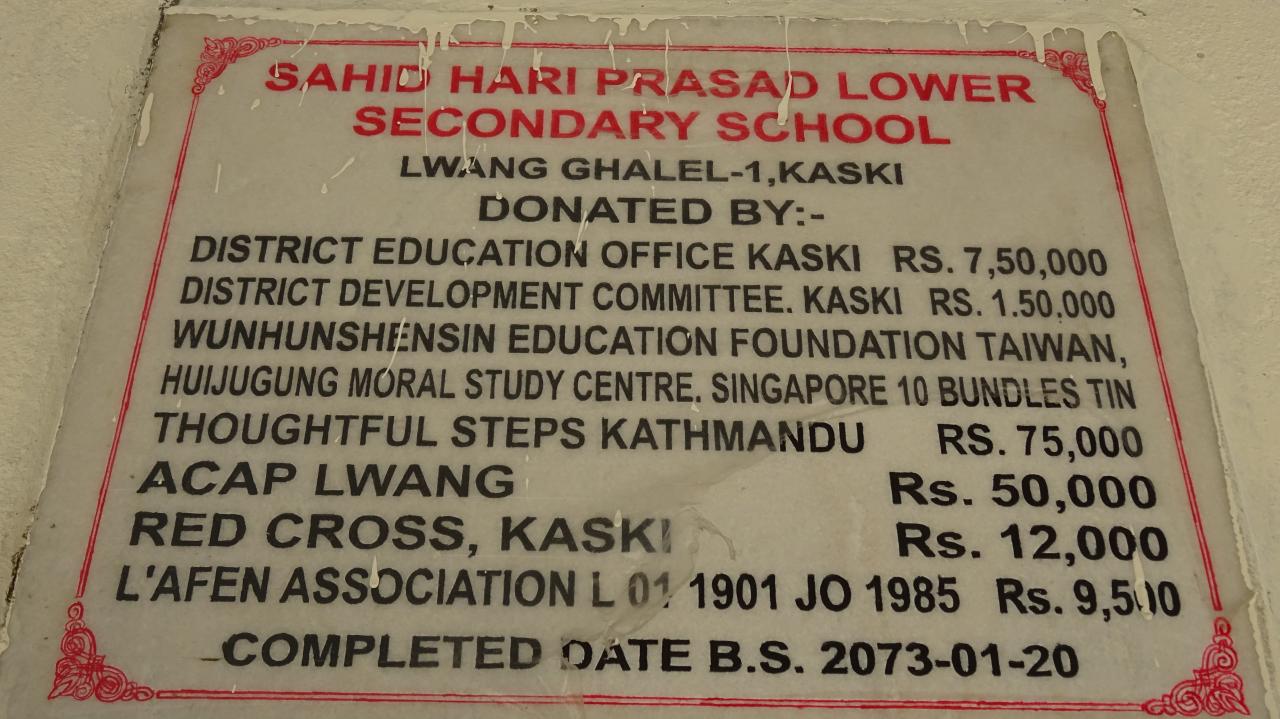 SAHID HARI PRASAD LOWER
SECONDARY SCHOOL
LWANG GHALEL-1,KASKI
DONATED BY:-
DISTRICT EDUCATION OFFICE KASKI RS. 7,50,000
DISTRICT DEVELOPMENT COMMITTEE. KASKI RS. 1.50,000
WUNHUNSHENSIN EDUCATION FOUNDATION TAIWAN,
HUIJUGUNG MORAL STUDY CENTRE. SINGAPORE 10 BUNDLES TIN
THOUGHTFUL STEPS KATHMANDU RS. 75,000
ACAP LWANG Rs. 50,000
RED CROSS, KASKI Rs. 12,000
L'AFEN ASSOCIATION L 01 1901 JO 1985 Rs. 9,500
COMPLETED DATE B.S. 2073-01-20